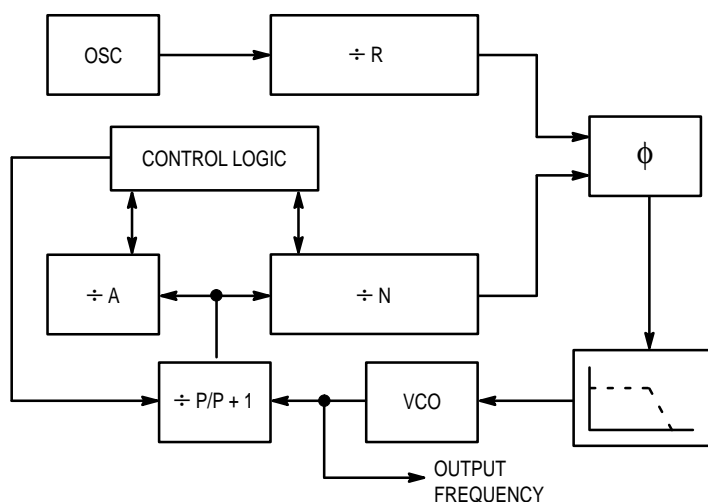 OSC
÷ R
CONTROL LOGIC
ϕ
÷ A
÷ N
÷ P/P + 1
VCO
OUTPUT
FREQUENCY